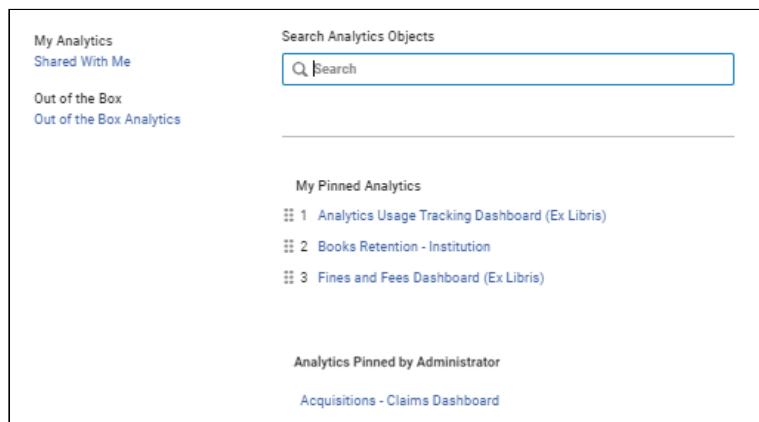 My Analytics
Shared With Me
Out of the Box
Out of the Box Analytics
Search Analytics Objects
Search
My Pinned Analytics
1 Analytics Usage Tracking Dashboard (Ex Libris)
2 Books Retention - Institution
3 Fines and Fees Dashboard (Ex Libris)
Analytics Pinned by Administrator
Acquisitions - Claims Dashboard